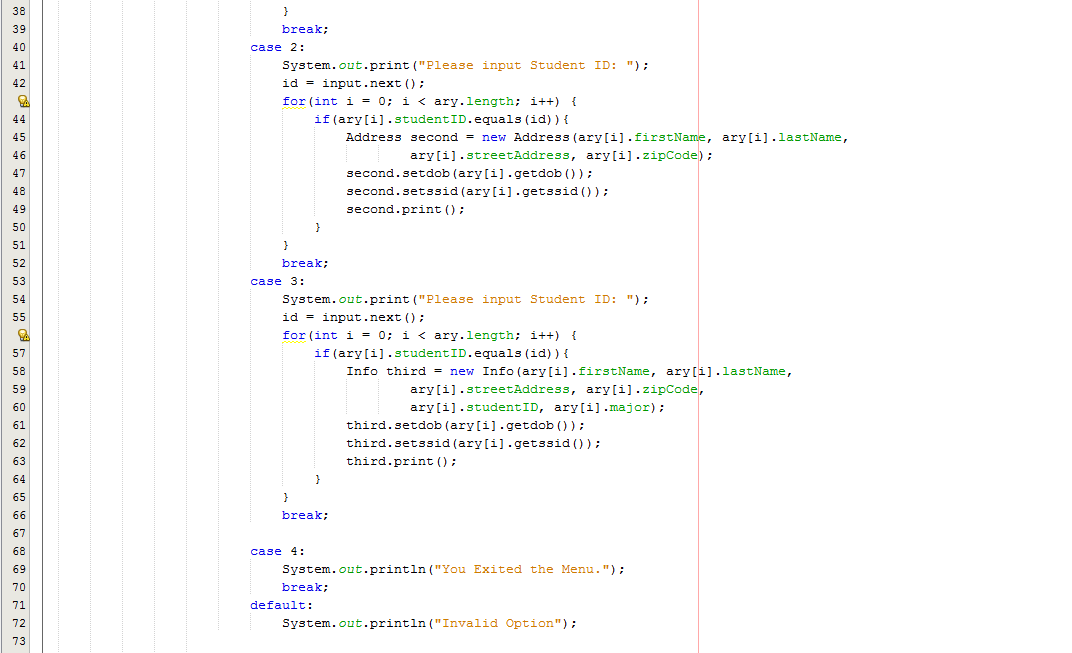 38 }
39 break;
40 case 2:
41 System.out.print("Please input Student ID: ");
42 id = input.next();
for(int i = 0; i < ary.length; i++) {
44 if(ary[i].studentID.equals(id)){
45 Address second = new Address(ary[i].firstName, ary[i].lastName,
46 ary[i].streetAddress, ary[i].zipCode);
47 second.setdob(ary[i].getdob());
48 second.setssid(ary[i].getssid());
49 second.print();
50 }
51 }
52 break;
53 case 3:
54 System.out.print("Please input Student ID: ");
55 id = input.next();
for(int i = 0; i < ary.length; i++) {
57 if(ary[i].studentID.equals(id)){
58 Info third = new Info(ary[i].firstName, ary[i].lastName,
59 ary[i].streetAddress, ary[i].zipCode,
60 ary[i].studentID, ary[i].major);
61 third.setdob(ary[i].getdob());
62 third.setssid(ary[i].getssid());
63 third.print();
64 }
65 }
66 break;
67
68 case 4:
69 System.out.println("You Exited the Menu.");
70 break;
71 default:
72 System.out.println("Invalid Option");
73